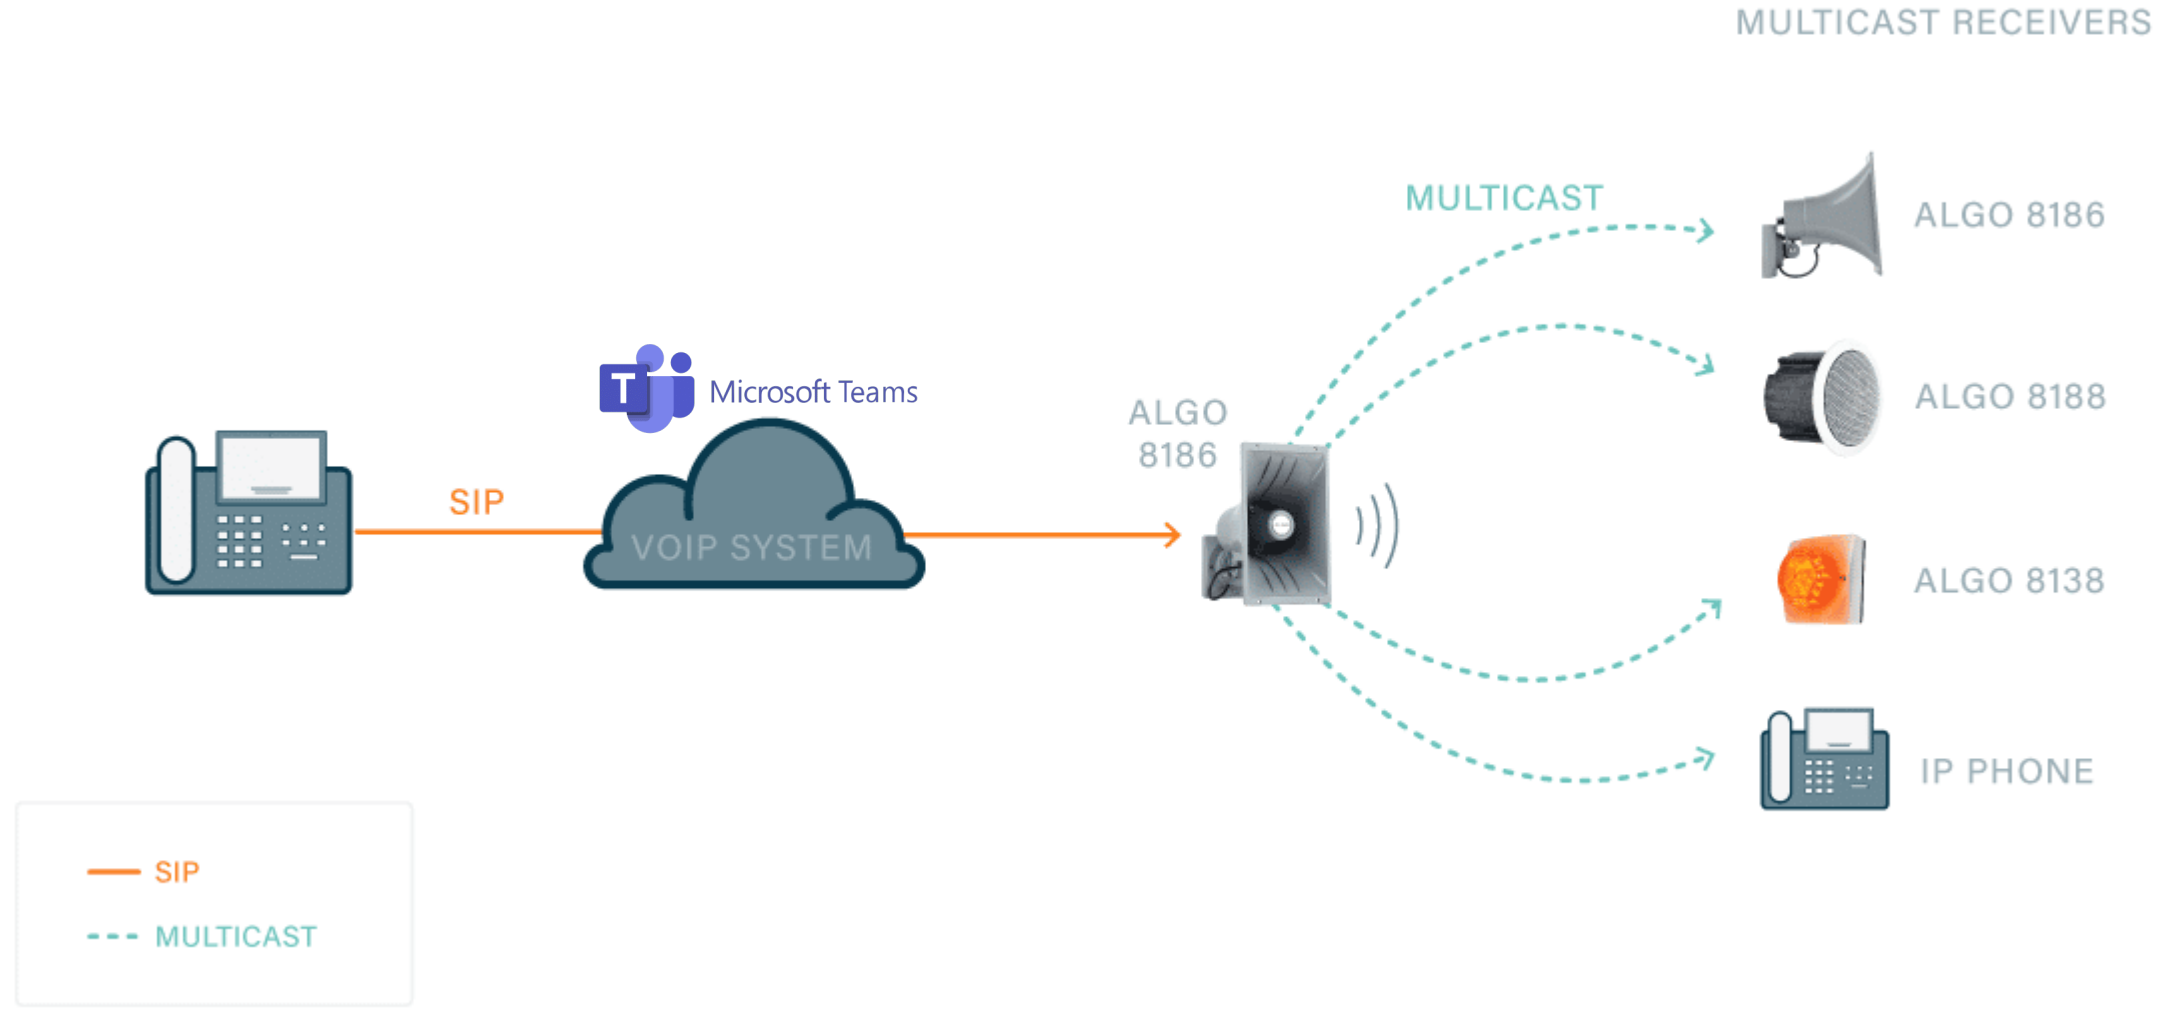 MULTICAST RECEIVERS
MULTICAST
ALGO 8186
T Microsoft Teams
ALGO 8188
ALGO
8186
SIP
VOIP SYSTEM
ALGO 8138
IP PHONE
SIP
MULTICAST